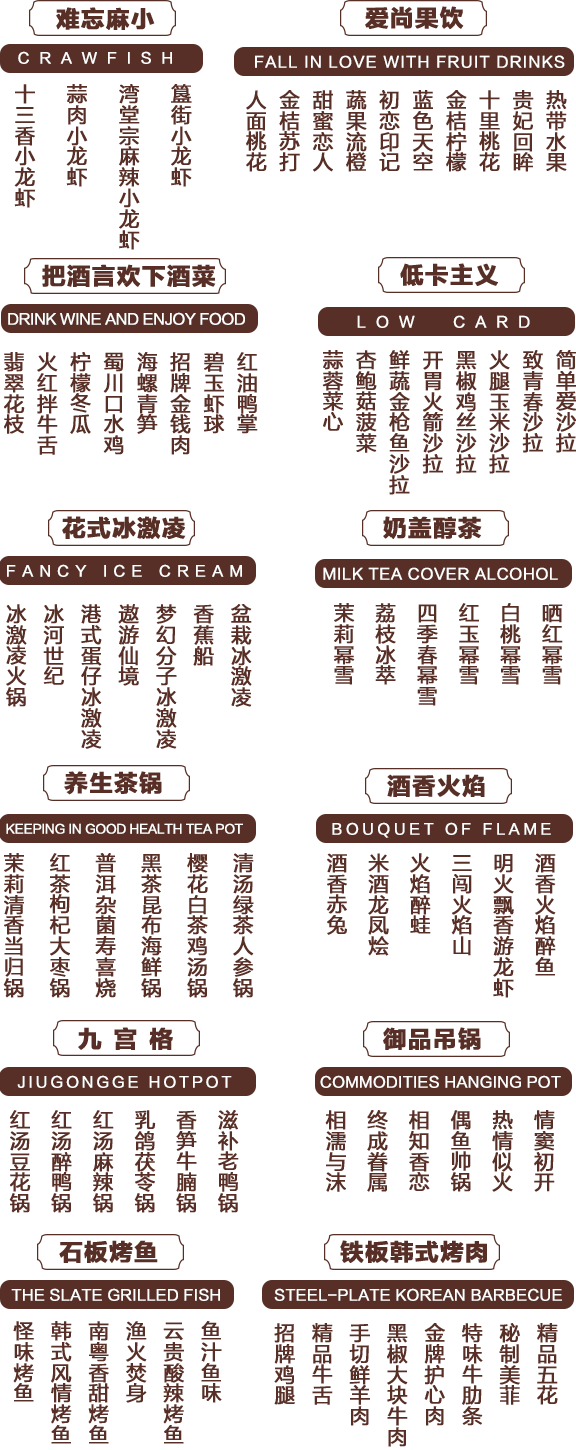 难忘麻小
CRAWFISH
十三香小龙虾
蒜肉小龙虾
湾堂宗麻辣小龙虾
簋街小龙虾
爱尚果饮
FALL IN LOVE WITH FRUIT DRINKS
人面桃花
金桔苏打
甜蜜恋人
蔬果流橙
初恋印记
蓝色天空
金桔柠檬
十里桃花
贵妃回眸
热带水果
把酒言欢下酒菜
DRINK WINE AND ENJOY FOOD
翡翠花枝
火红拌牛舌
柠檬冬瓜
蜀川口水鸡
海螺青笋
招牌金钱肉
碧玉虾球
红油鸭掌
低卡主义
LOW CARD
蒜蓉菜心
杏鲍菇菠菜
鲜蔬金枪鱼沙拉
开胃火箭沙拉
黑椒鸡丝沙拉
火腿玉米沙拉
致青春沙拉
简单爱沙拉
花式冰激凌
FANCY ICE CREAM
冰激凌火锅
冰河世纪
港式蛋仔冰激凌
遨游仙境
梦幻分子冰激凌
香蕉船
盆栽冰激凌
奶盖醇茶
MILK TEA COVER ALCOHOL
茉莉幂雪
荔枝冰萃
四季春幂雪
红玉幂雪
白桃幂雪
晒红幂雪
养生茶锅
KEEPING IN GOOD HEALTH TEA POT
茉莉清香当归锅
红茶枸杞大枣锅
普洱杂菌寿喜烧
黑茶昆布海鲜锅
樱花白茶鸡汤锅
清汤绿茶人参锅
酒香火焰
BOUQUET OF FLAME
酒香赤兔
米酒龙凤烩
火焰醉蛙
三闯火焰山
明火飘香游龙虾
酒香火焰醉鱼
九宫格
JIUGONGGE HOTPOT
红汤豆花锅
红汤醉鸭锅
红汤麻辣锅
乳鸽茯苓锅
香笋牛腩锅
滋补老鸭锅
御品吊锅
COMMODITIES HANGING POT
相濡与沫
终成眷属
相知香恋
偶鱼帅锅
热情似火
情窦初开
石板烤鱼
THE SLATE GRILLED FISH
怪味烤鱼
韩式风情烤鱼
南粤香甜烤鱼
渔火焚身
云贵酸辣烤鱼
鱼汁鱼味
铁板韩式烤肉
STEEL-PLATE KOREAN BARBECUE
招牌鸡腿
精品牛舌
手切鲜羊肉
黑椒大块牛肉
金牌护心肉
特味牛肋条
秘制美菲
精品五花